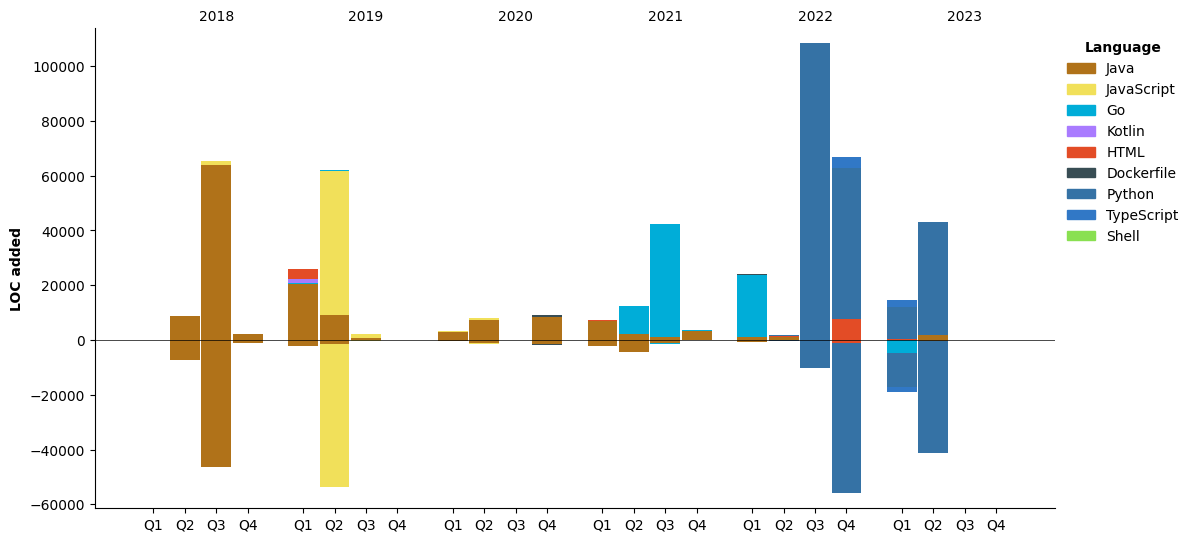 2018 2019 2020 2021 2022 2023
LOC added
100000
80000
60000
40000
20000
0
−20000
−40000
−60000
Q1 Q2 Q3 Q4 Q1 Q2 Q3 Q4 Q1 Q2 Q3 Q4 Q1 Q2 Q3 Q4 Q1 Q2 Q3 Q4 Q1 Q2 Q3 Q4
Language
Java
JavaScript
Go
Kotlin
HTML
Dockerfile
Python
TypeScript
Shell